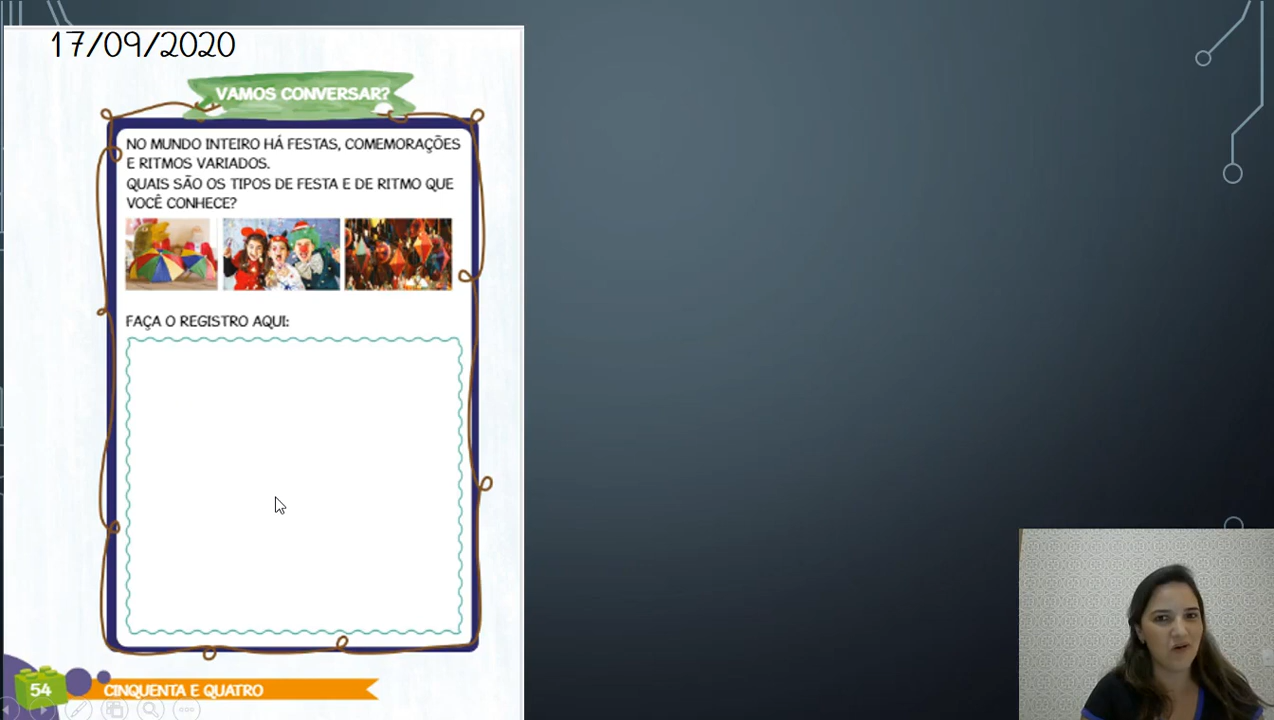 17/09/2020
VAMOS CONVERSAR?
NO MUNDO INTEIRO HÁ FESTAS, COMEMORAÇÕES
E RITMOS VARIADOS.
QUAIS SÃO OS TIPOS DE FESTA E DE RITMO QUE
VOCÊ CONHECE?
FAÇA O REGISTRO AQUI:
54
CINQUENTA E QUATRO